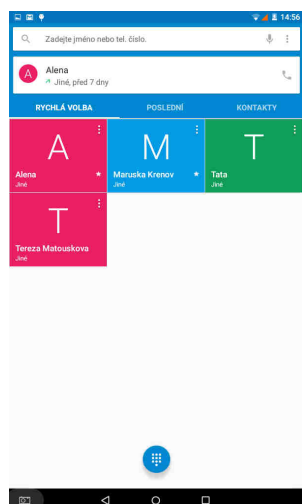 14:56
Zadejte jméno nebo tel. číslo.
A
Alena
Jiné, před 7 dny
RYCHLÁ VOLBA
POSLEDNÍ
KONTAKTY
A
Alena
Jiné
M
Maruska Krenov
Jiné
T
Tata
Jiné
T
Tereza Matouskova
Jiné